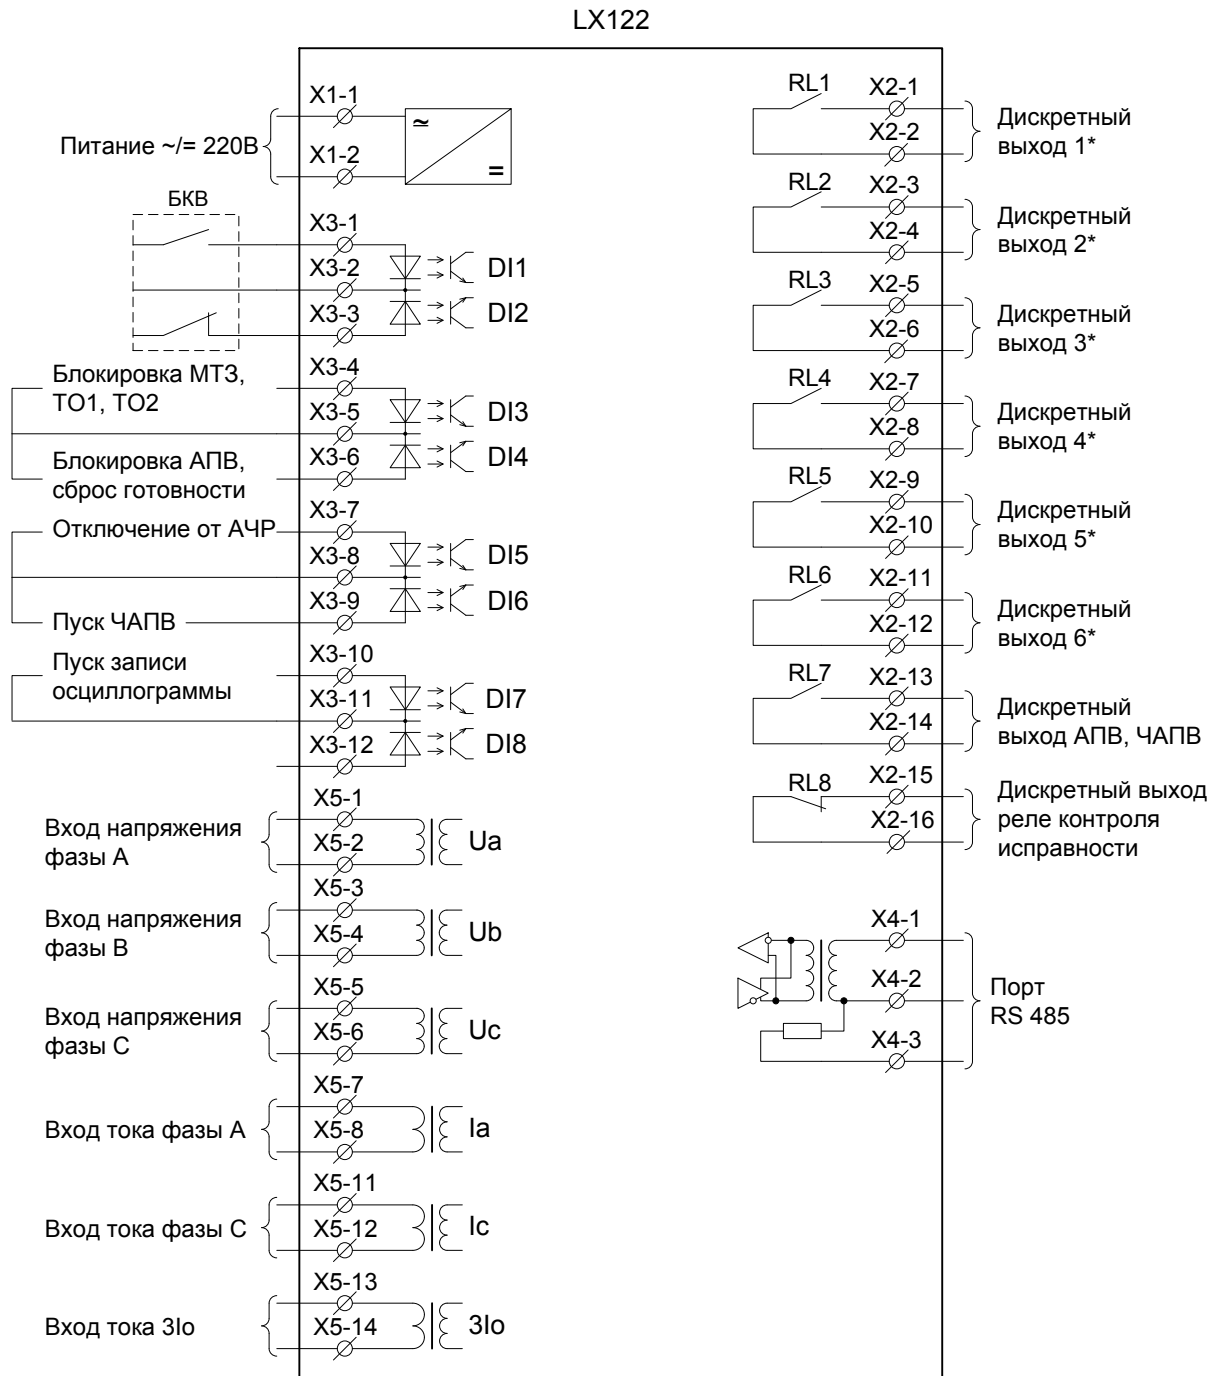 LX122
X1-1
Питание ~/= 220В
X1-2
≃
=
БКВ
X3-1
X3-2
DI1
X3-3
DI2
Блокировка МТЗ,
ТО1, ТО2
X3-4
X3-5
DI3
Блокировка АПВ,
сброс готовности
X3-6
DI4
Отключение от АЧР
X3-7
X3-8
DI5
X3-9
DI6
Пуск ЧАПВ
Пуск записи
осциллограммы
X3-10
X3-11
DI7
X3-12
DI8
Вход напряжения
фазы А
X5-1
X5-2
Ua
Вход напряжения
фазы В
X5-3
X5-4
Ub
Вход напряжения
фазы С
X5-5
X5-6
Uc
Вход тока фазы А
X5-7
X5-8
Ia
Вход тока фазы С
X5-11
X5-12
Ic
Вход тока 3Io
X5-13
X5-14
3Io
RL1
X2-1
X2-2
Дискретный
выход 1*
RL2
X2-3
X2-4
Дискретный
выход 2*
RL3
X2-5
X2-6
Дискретный
выход 3*
RL4
X2-7
X2-8
Дискретный
выход 4*
RL5
X2-9
X2-10
Дискретный
выход 5*
RL6
X2-11
X2-12
Дискретный
выход 6*
RL7
X2-13
X2-14
Дискретный
выход АПВ, ЧАПВ
RL8
X2-15
X2-16
Дискретный выход
реле контроля
исправности
X4-1
X4-2
X4-3
Порт
RS 485